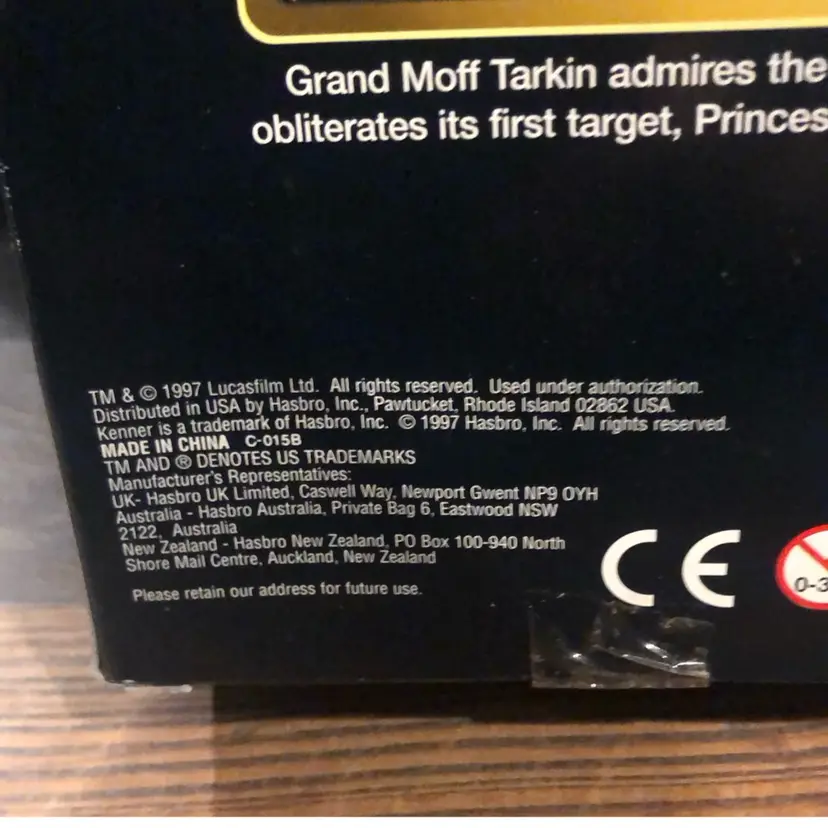 Grand Moff Tarkin admires the
obliterates its first target, Princes
TM & © 1997 Lucasfilm Ltd. All rights reserved. Used under authorization.
Distributed in USA by Hasbro, Inc., Pawtucket, Rhode Island 02862 USA.
Kenner is a trademark of Hasbro, Inc. © 1997 Hasbro, Inc. All rights reserved.
MADE IN CHINA C-015B
TM AND ® DENOTES US TRADEMARKS
Manufacturer's Representatives:
UK- Hasbro UK Limited, Caswell Way, Newport Gwent NP9 0YH
Australia - Hasbro Australia, Private Bag 6, Eastwood NSW
2122, Australia
New Zealand - Hasbro New Zealand, PO Box 100-940 North
Shore Mail Centre, Auckland, New Zealand
Please retain our address for future use.
CE
0-3